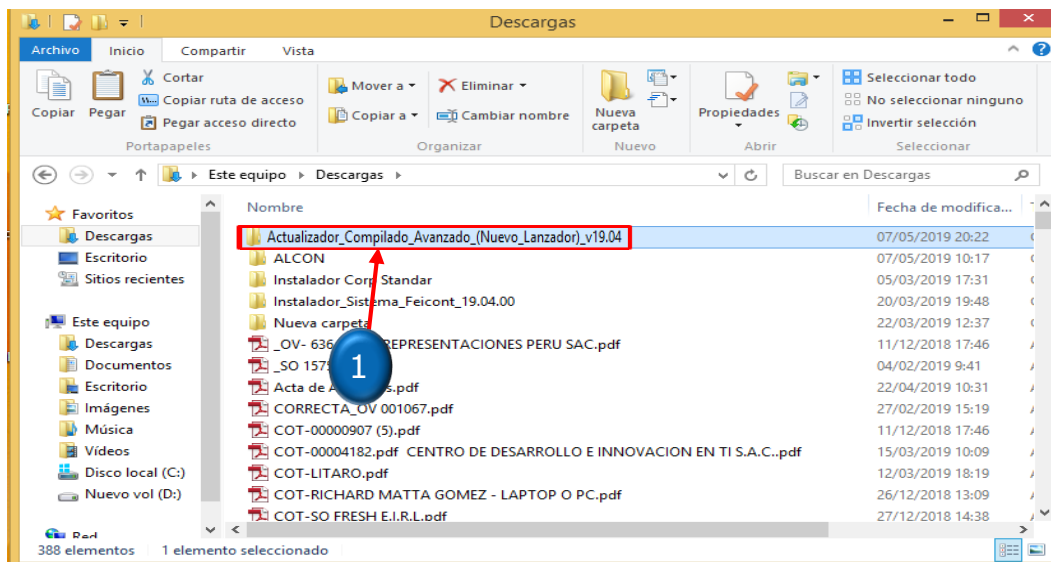 Descargas
Archivo Inicio Compartir Vista
Copiar
Pegar
Cortar
Copiar ruta de acceso
Pegar acceso directo
Portapapeles
Mover a
Copiar a
Eliminar
Cambiar nombre
Organizar
Nueva carpeta
Nuevo
Propiedades
Abrir
Seleccionar todo
No seleccionar ninguno
Invertir selección
Seleccionar
Este equipo Descargas
Buscar en Descargas
Favoritos
Descargas
Escritorio
Sitios recientes
Este equipo
Descargas
Documentos
Escritorio
Imágenes
Música
Vídeos
Disco local (C:)
Nuevo vol (D:)
Red
Nombre Fecha de modifica...
Actualizador_Compilado_Avanzado_(Nuevo_Lanzador)_v19.04 07/05/2019 20:22
ALCON 07/05/2019 10:17
Instalador Corp Standar 05/03/2019 17:31
Instalador_Sistema_Feicont_19.04.00 20/03/2019 19:48
Nueva carpeta 22/03/2019 12:37
_OV- 636 REPRESENTACIONES PERU SAC.pdf 11/12/2018 17:46
_SO 1575 04/02/2019 9:41
Acta de s.pdf 22/04/2019 10:31
CORRECTA_OV 001067.pdf 27/02/2019 15:19
COT-00000907 (5).pdf 11/12/2018 17:46
COT-00004182.pdf CENTRO DE DESARROLLO E INNOVACION EN TI S.A.C..pdf 15/03/2019 10:09
COT-LITARO.pdf 12/03/2019 18:19
COT-RICHARD MATTA GOMEZ - LAPTOP O PC.pdf 26/12/2018 13:09
COT-SO FRESH E.I.R.L.pdf 27/12/2018 14:38
1
388 elementos 1 elemento seleccionado